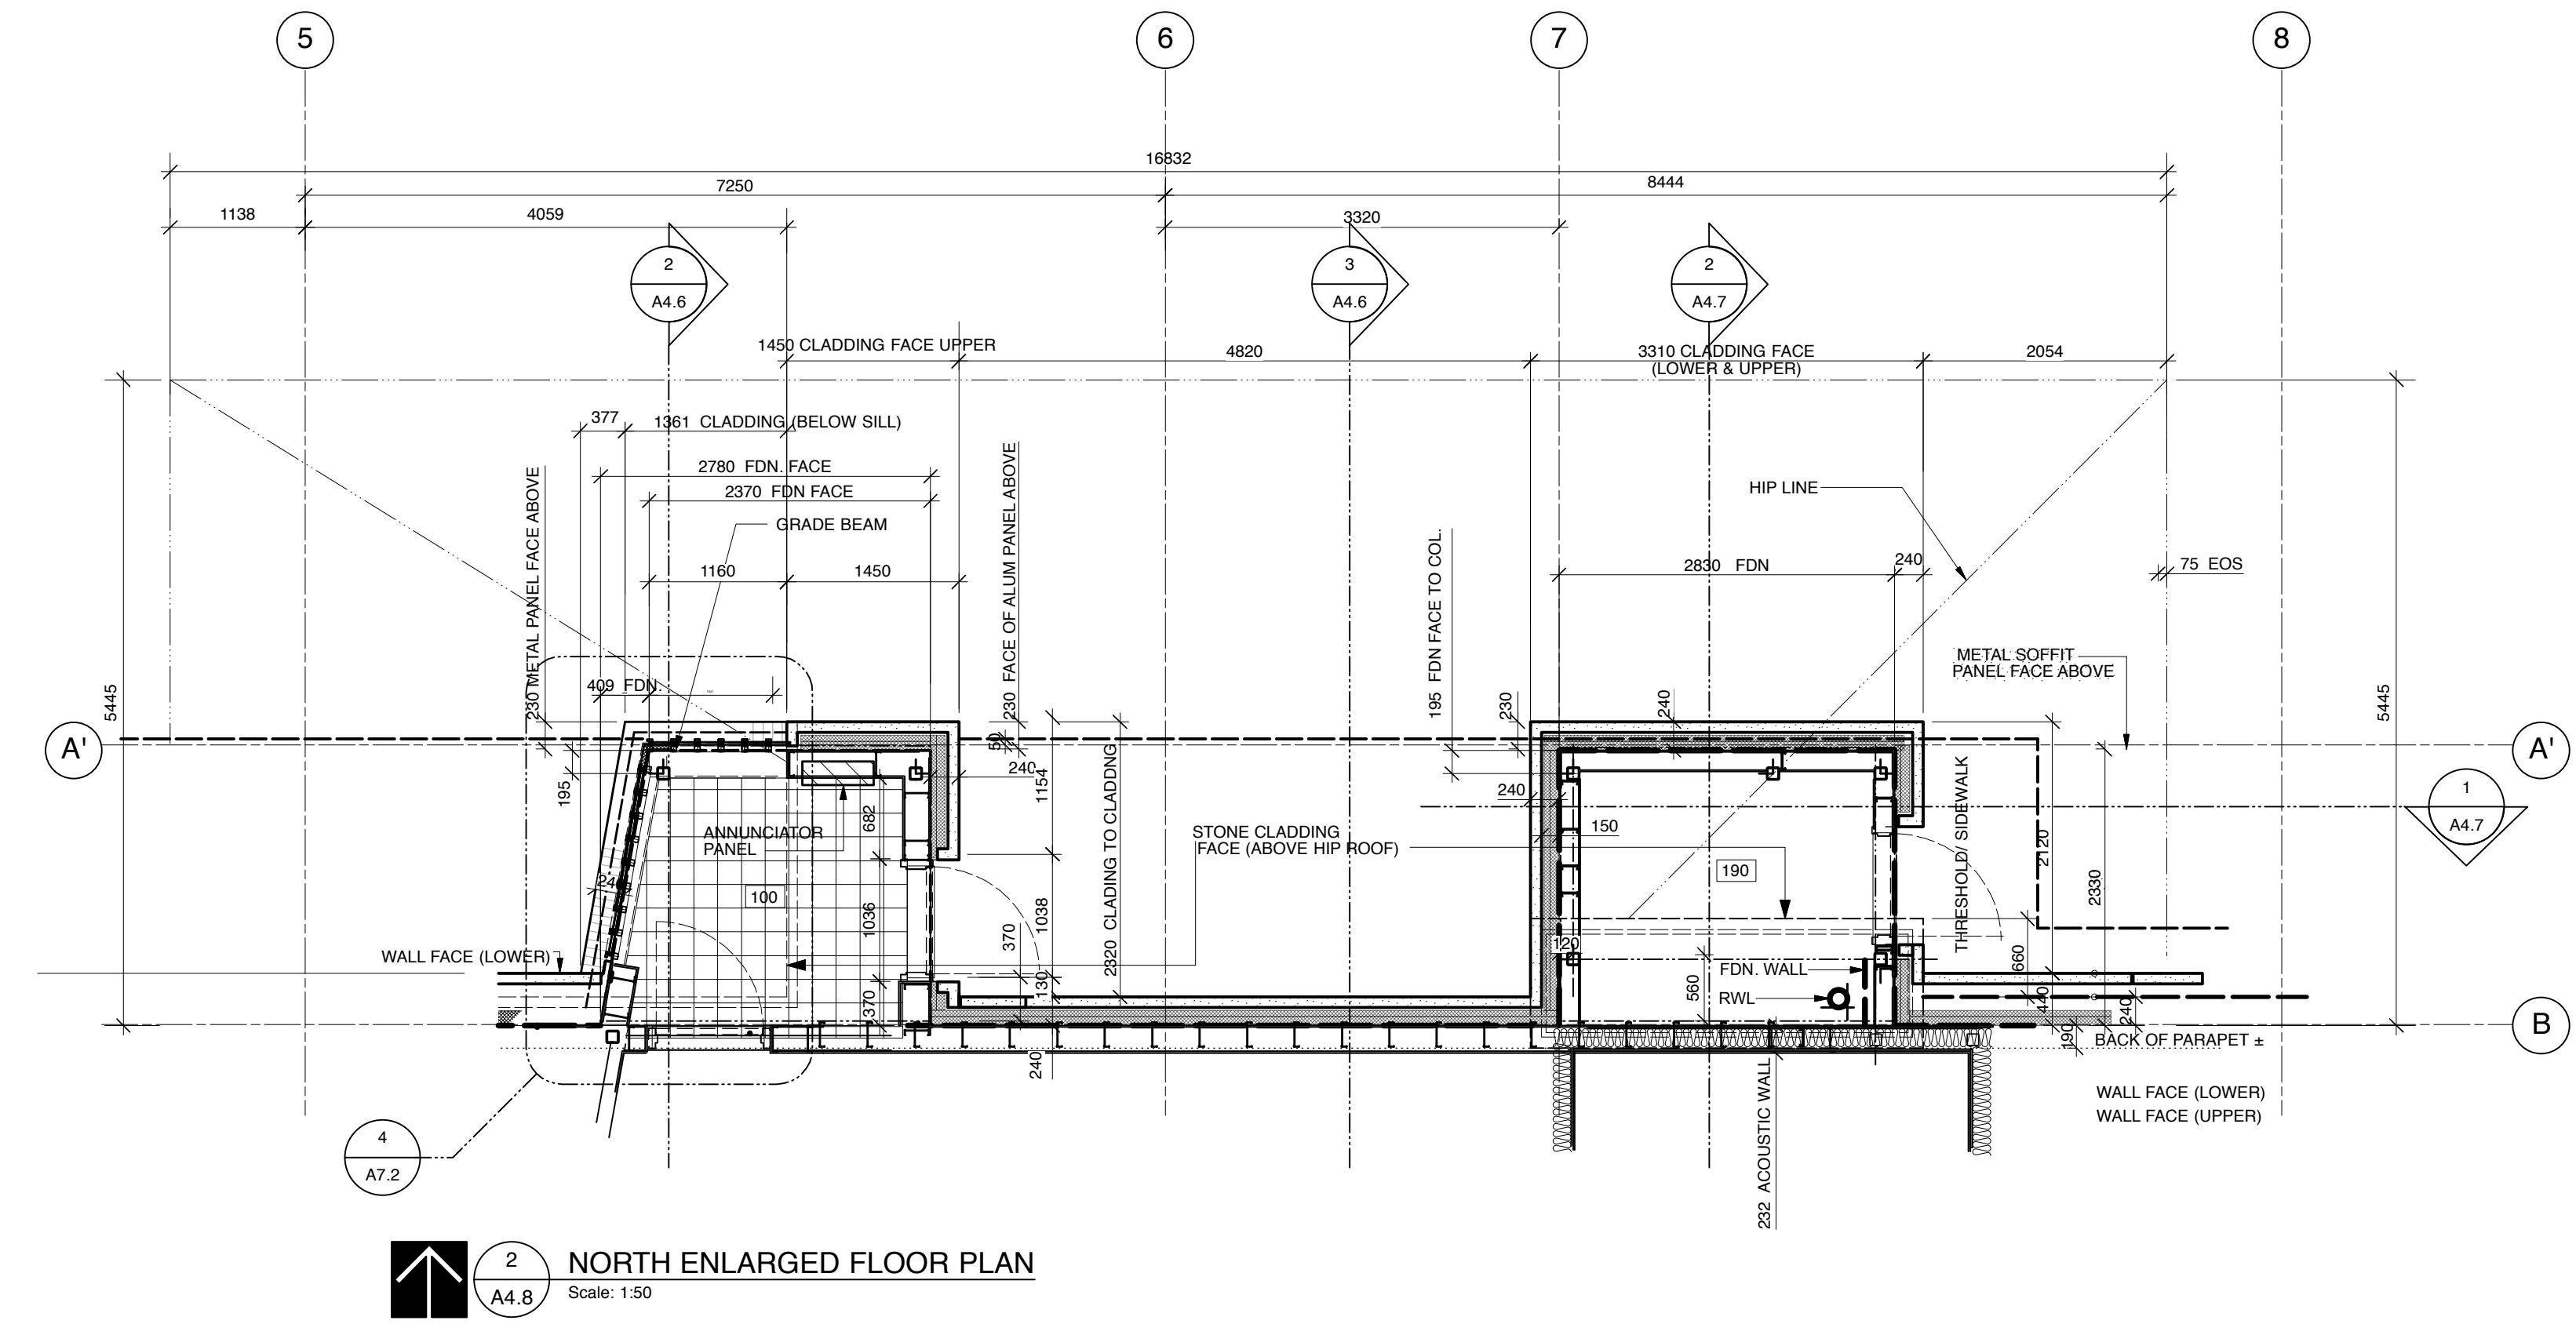 5
6
7
8
16832
7250
8444
1138
4059
3320
2
A4.6
3
A4.6
2
A4.7
1450 CLADDING FACE UPPER
4820
3310 CLADDING FACE
(LOWER & UPPER)
2054
377
1361 CLADDING (BELOW SILL)
2780 FDN. FACE
2370 FDN FACE
GRADE BEAM
HIP LINE
1160
1450
2830 FDN
240
75 EOS
230 METAL PANEL FACE ABOVE
230 FACE OF ALUM PANEL ABOVE
195 FDN FACE TO COL.
METAL SOFFIT
PANEL FACE ABOVE
409 FDN.
5445
230
240
5445
A'
A'
50
240
195
1154
240
1
A4.7
682
ANNUNCIATOR
PANEL
STONE CLADDING
FACE (ABOVE HIP ROOF)
150
THRESHOLD/ SIDEWALK
2120
2330
240
100
190
2320 CLADING TO CLADDNG
1036
1038
370
WALL FACE (LOWER)
120
660
FDN. WALL
RWL
560
130
370
440
240
B
190
BACK OF PARAPET ±
240
232 ACOUSTIC WALL
WALL FACE (LOWER)
WALL FACE (UPPER)
4
A7.2
2
A4.8
NORTH ENLARGED FLOOR PLAN
Scale: 1:50